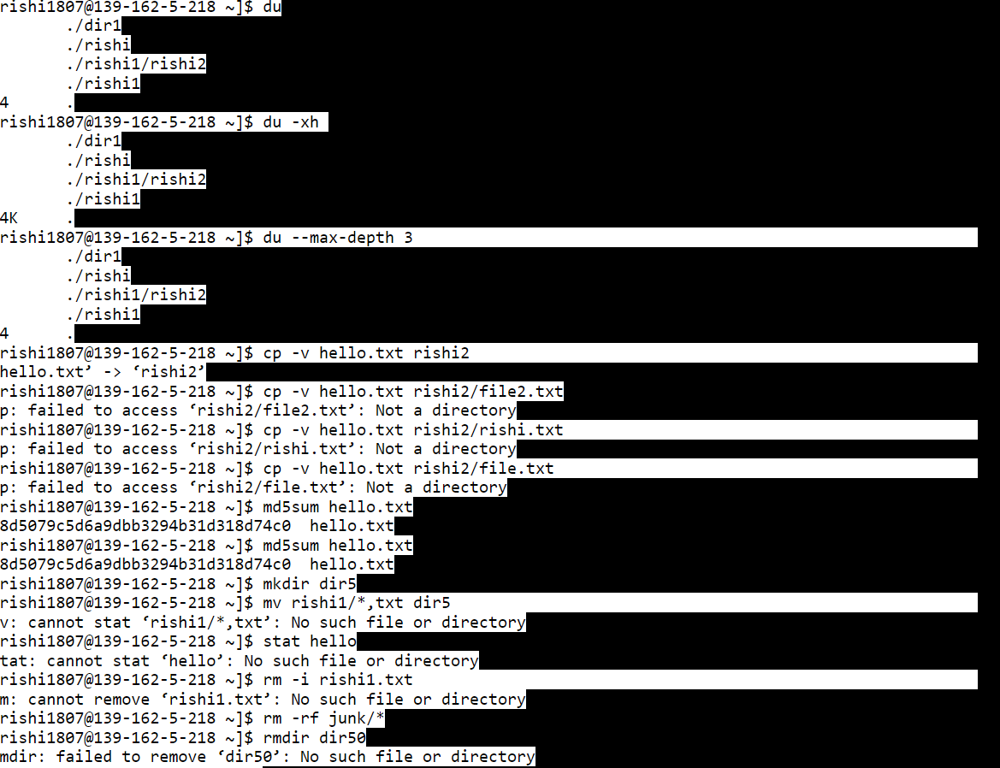 rishi1807@139-162-5-218 ~]$ du
./dir1
./rishi
./rishi1/rishi2
./rishi1
4 .
rishi1807@139-162-5-218 ~]$ du -xh
./dir1
./rishi
./rishi1/rishi2
./rishi1
4K .
rishi1807@139-162-5-218 ~]$ du --max-depth 3
./dir1
./rishi
./rishi1/rishi2
./rishi1
4 .
rishi1807@139-162-5-218 ~]$ cp -v hello.txt rishi2
hello.txt’ -> ‘rishi2’
rishi1807@139-162-5-218 ~]$ cp -v hello.txt rishi2/file2.txt
p: failed to access ‘rishi2/file2.txt’: Not a directory
rishi1807@139-162-5-218 ~]$ cp -v hello.txt rishi2/rishi.txt
p: failed to access ‘rishi2/rishi.txt’: Not a directory
rishi1807@139-162-5-218 ~]$ cp -v hello.txt rishi2/file.txt
p: failed to access ‘rishi2/file.txt’: Not a directory
rishi1807@139-162-5-218 ~]$ md5sum hello.txt
8d5079c5d6a9dbb3294b31d318d74c0  hello.txt
rishi1807@139-162-5-218 ~]$ md5sum hello.txt
8d5079c5d6a9dbb3294b31d318d74c0  hello.txt
rishi1807@139-162-5-218 ~]$ mkdir dir5
rishi1807@139-162-5-218 ~]$ mv rishi1/*,txt dir5
v: cannot stat ‘rishi1/*,txt’: No such file or directory
rishi1807@139-162-5-218 ~]$ stat hello
tat: cannot stat ‘hello’: No such file or directory
rishi1807@139-162-5-218 ~]$ rm -i rishi1.txt
m: cannot remove ‘rishi1.txt’: No such file or directory
rishi1807@139-162-5-218 ~]$ rm -rf junk/*
rishi1807@139-162-5-218 ~]$ rmdir dir50
mdir: failed to remove ‘dir50’: No such file or directory